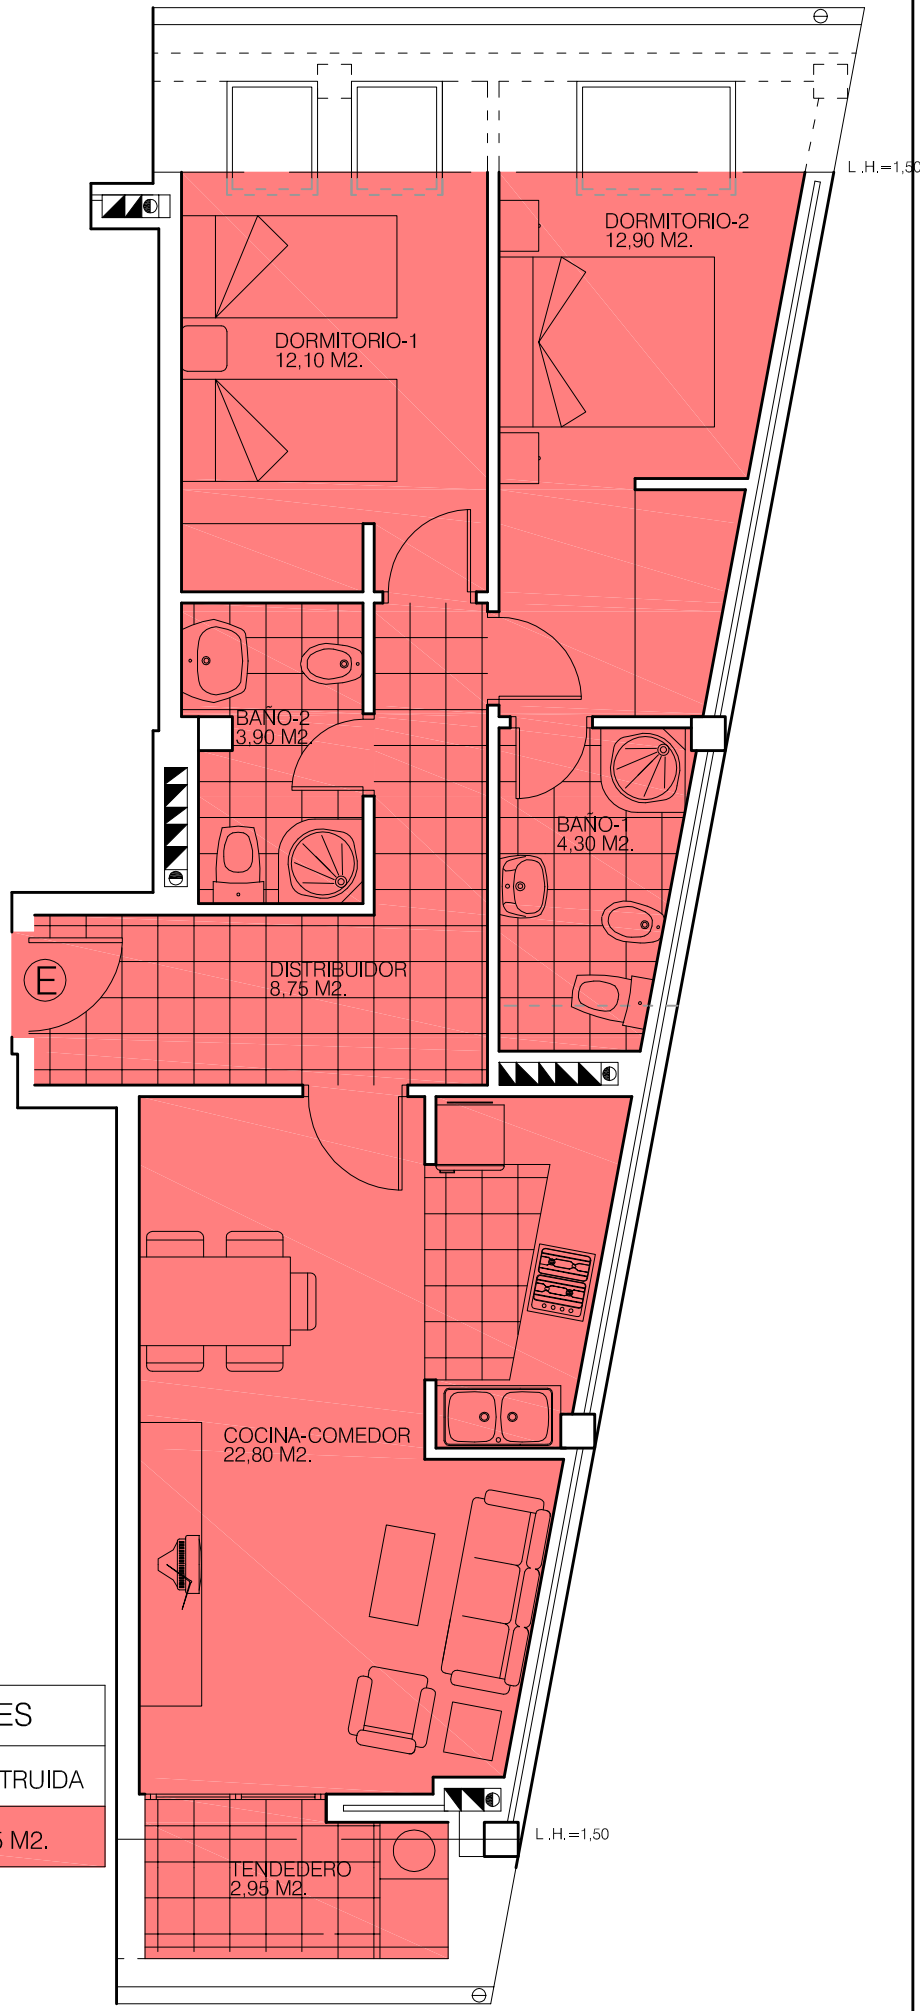 L.H.=1,50
DORMITORIO-2
12,90 M2.
DORMITORIO-1
12,10 M2.
BAÑO-2
3,90 M2.
BAÑO-1
4,30 M2.
DISTRIBUIDOR
8,75 M2.
E
COCINA-COMEDOR
22,80 M2.
ES
TRUIDA
M2.
L.H.=1,50
TENDEDERO
2,95 M2.